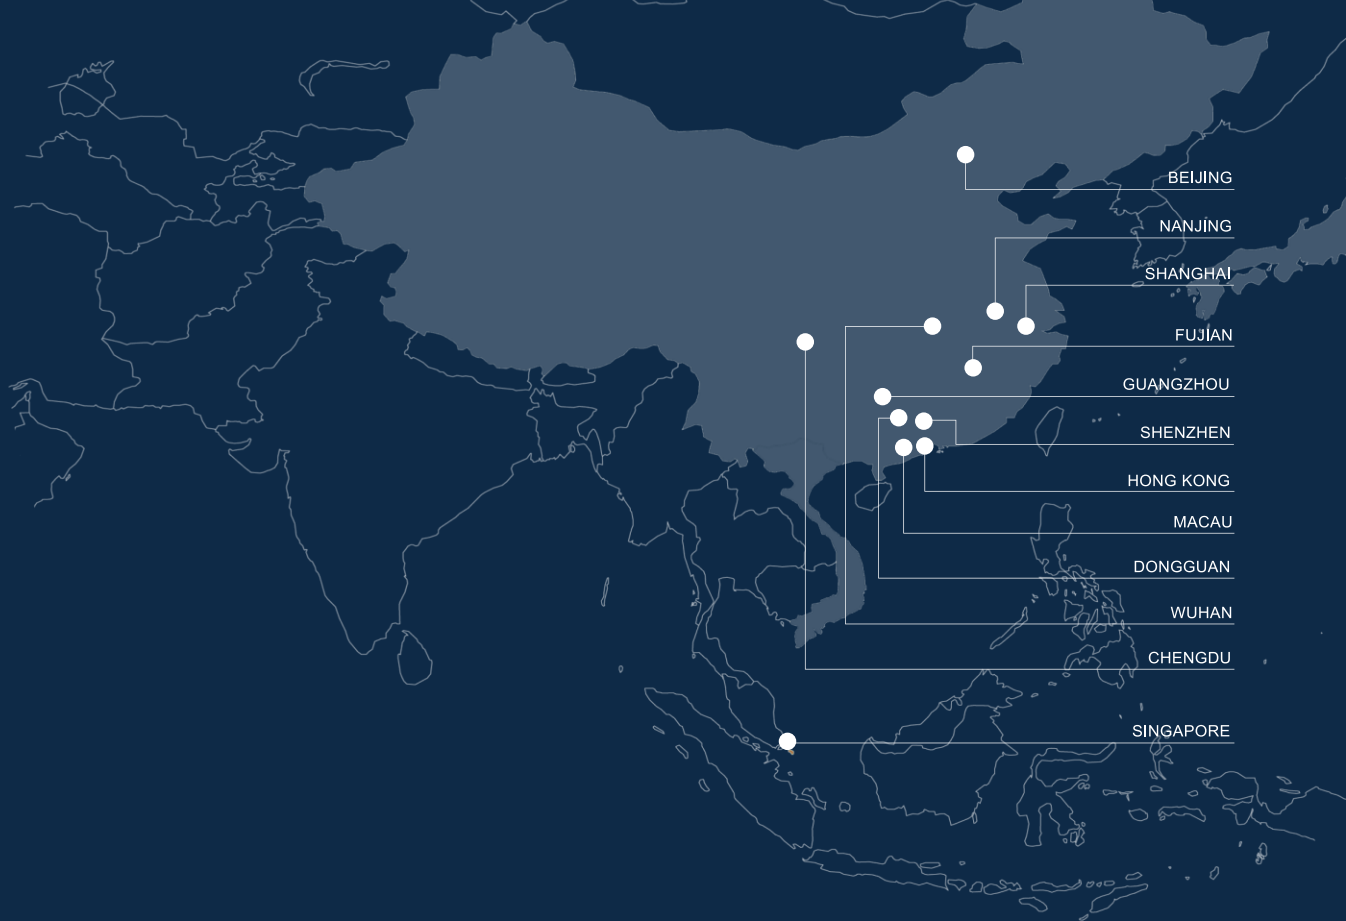 BEIJING
NANJING
SHANGHAI
FUJIAN
GUANGZHOU
SHENZHEN
HONG KONG
MACAU
DONGGUAN
WUHAN
CHENGDU
SINGAPORE